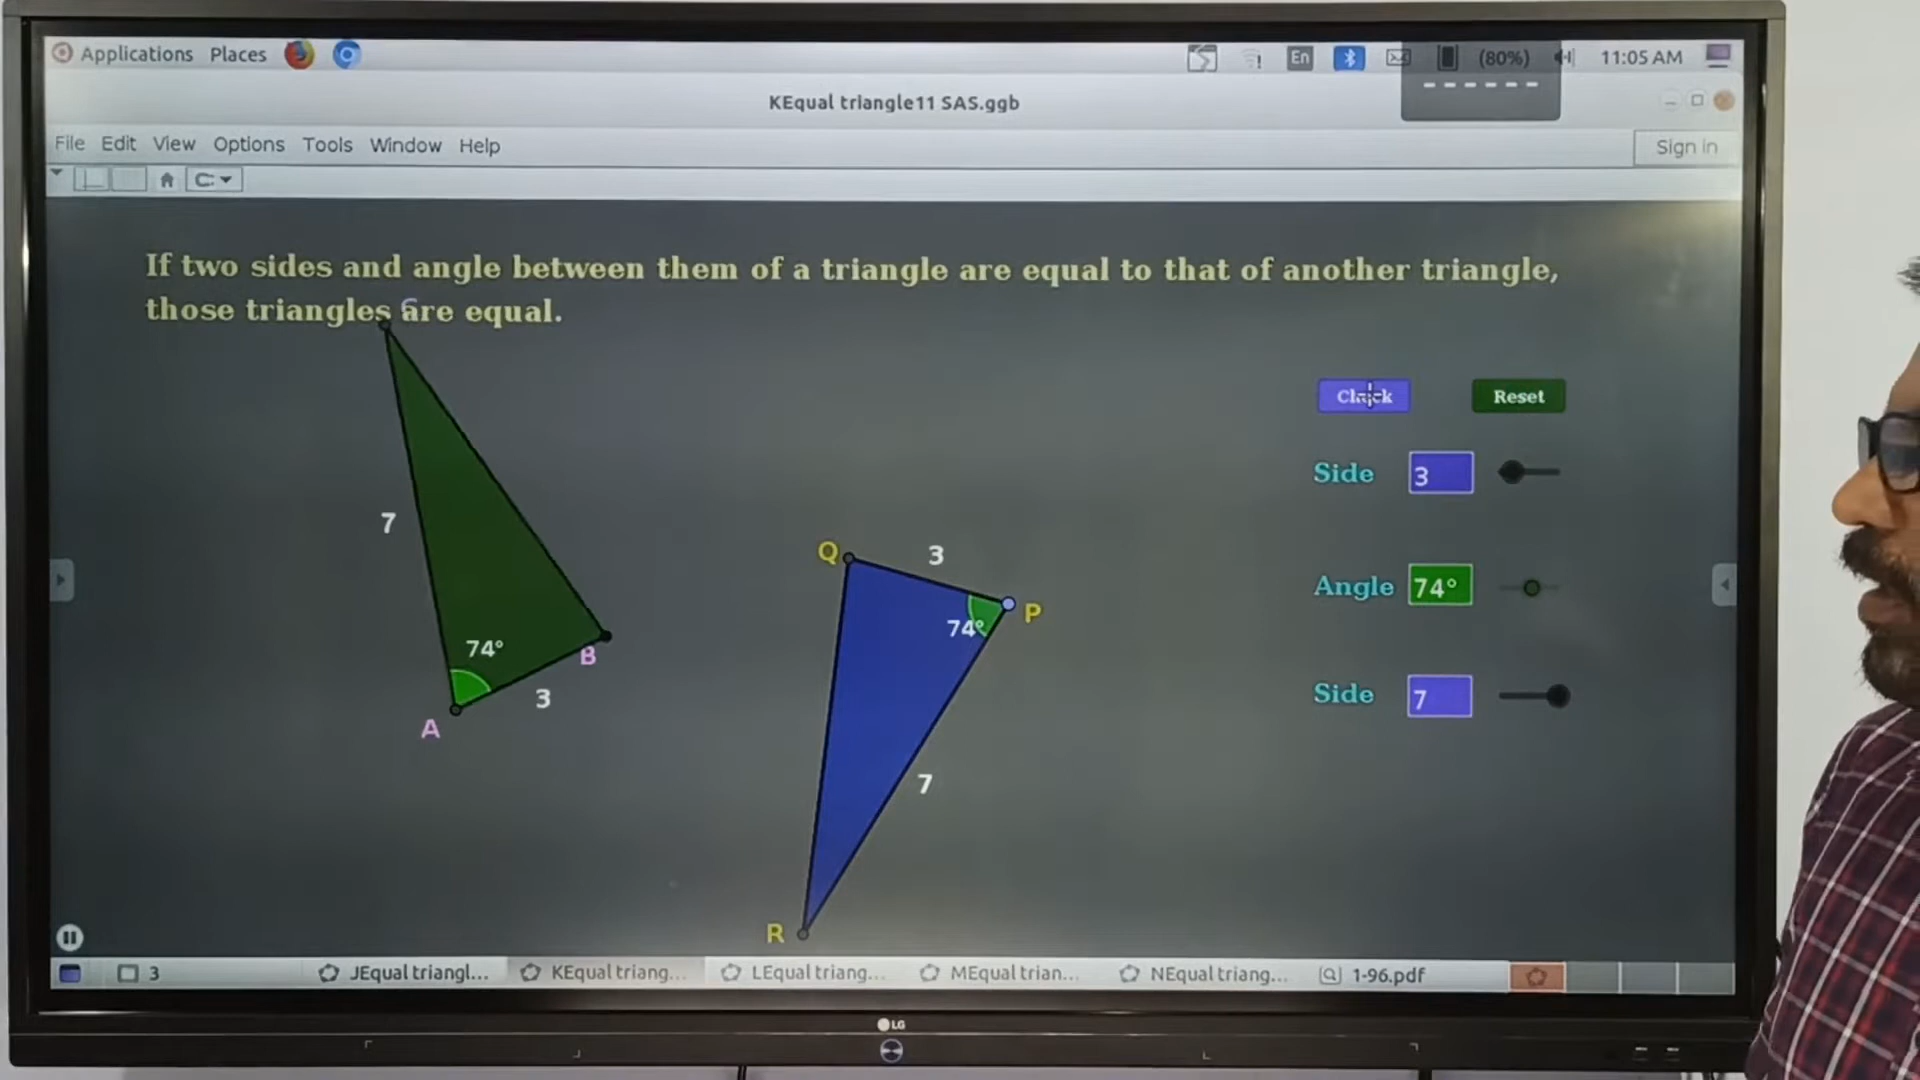 Applications Places En (80%) 11:05 AM
KEqual triangle11 SAS.ggb
File Edit View Options Tools Window Help Sign in
If two sides and angle between them of a triangle are equal to that of another triangle,
those triangles are equal.
Reset
Side 3
7
Q 3
Angle 74°
74° P
74°
B
Side 7
3
A
7
R
3 JEqual triangl... KEqual triang... LEqual triang... MEqual trian... NEqual triang... 1-96.pdf
LG